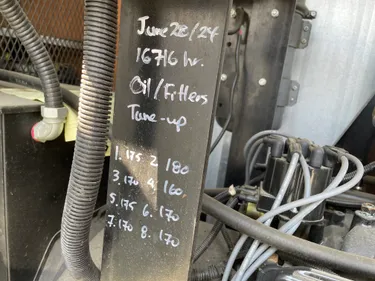 June 28/24
16716 hr.
Oil/Filters
Tune-up
1. 175 2. 180
3. 170 4. 160
5. 175 6. 170
7. 170 8. 170